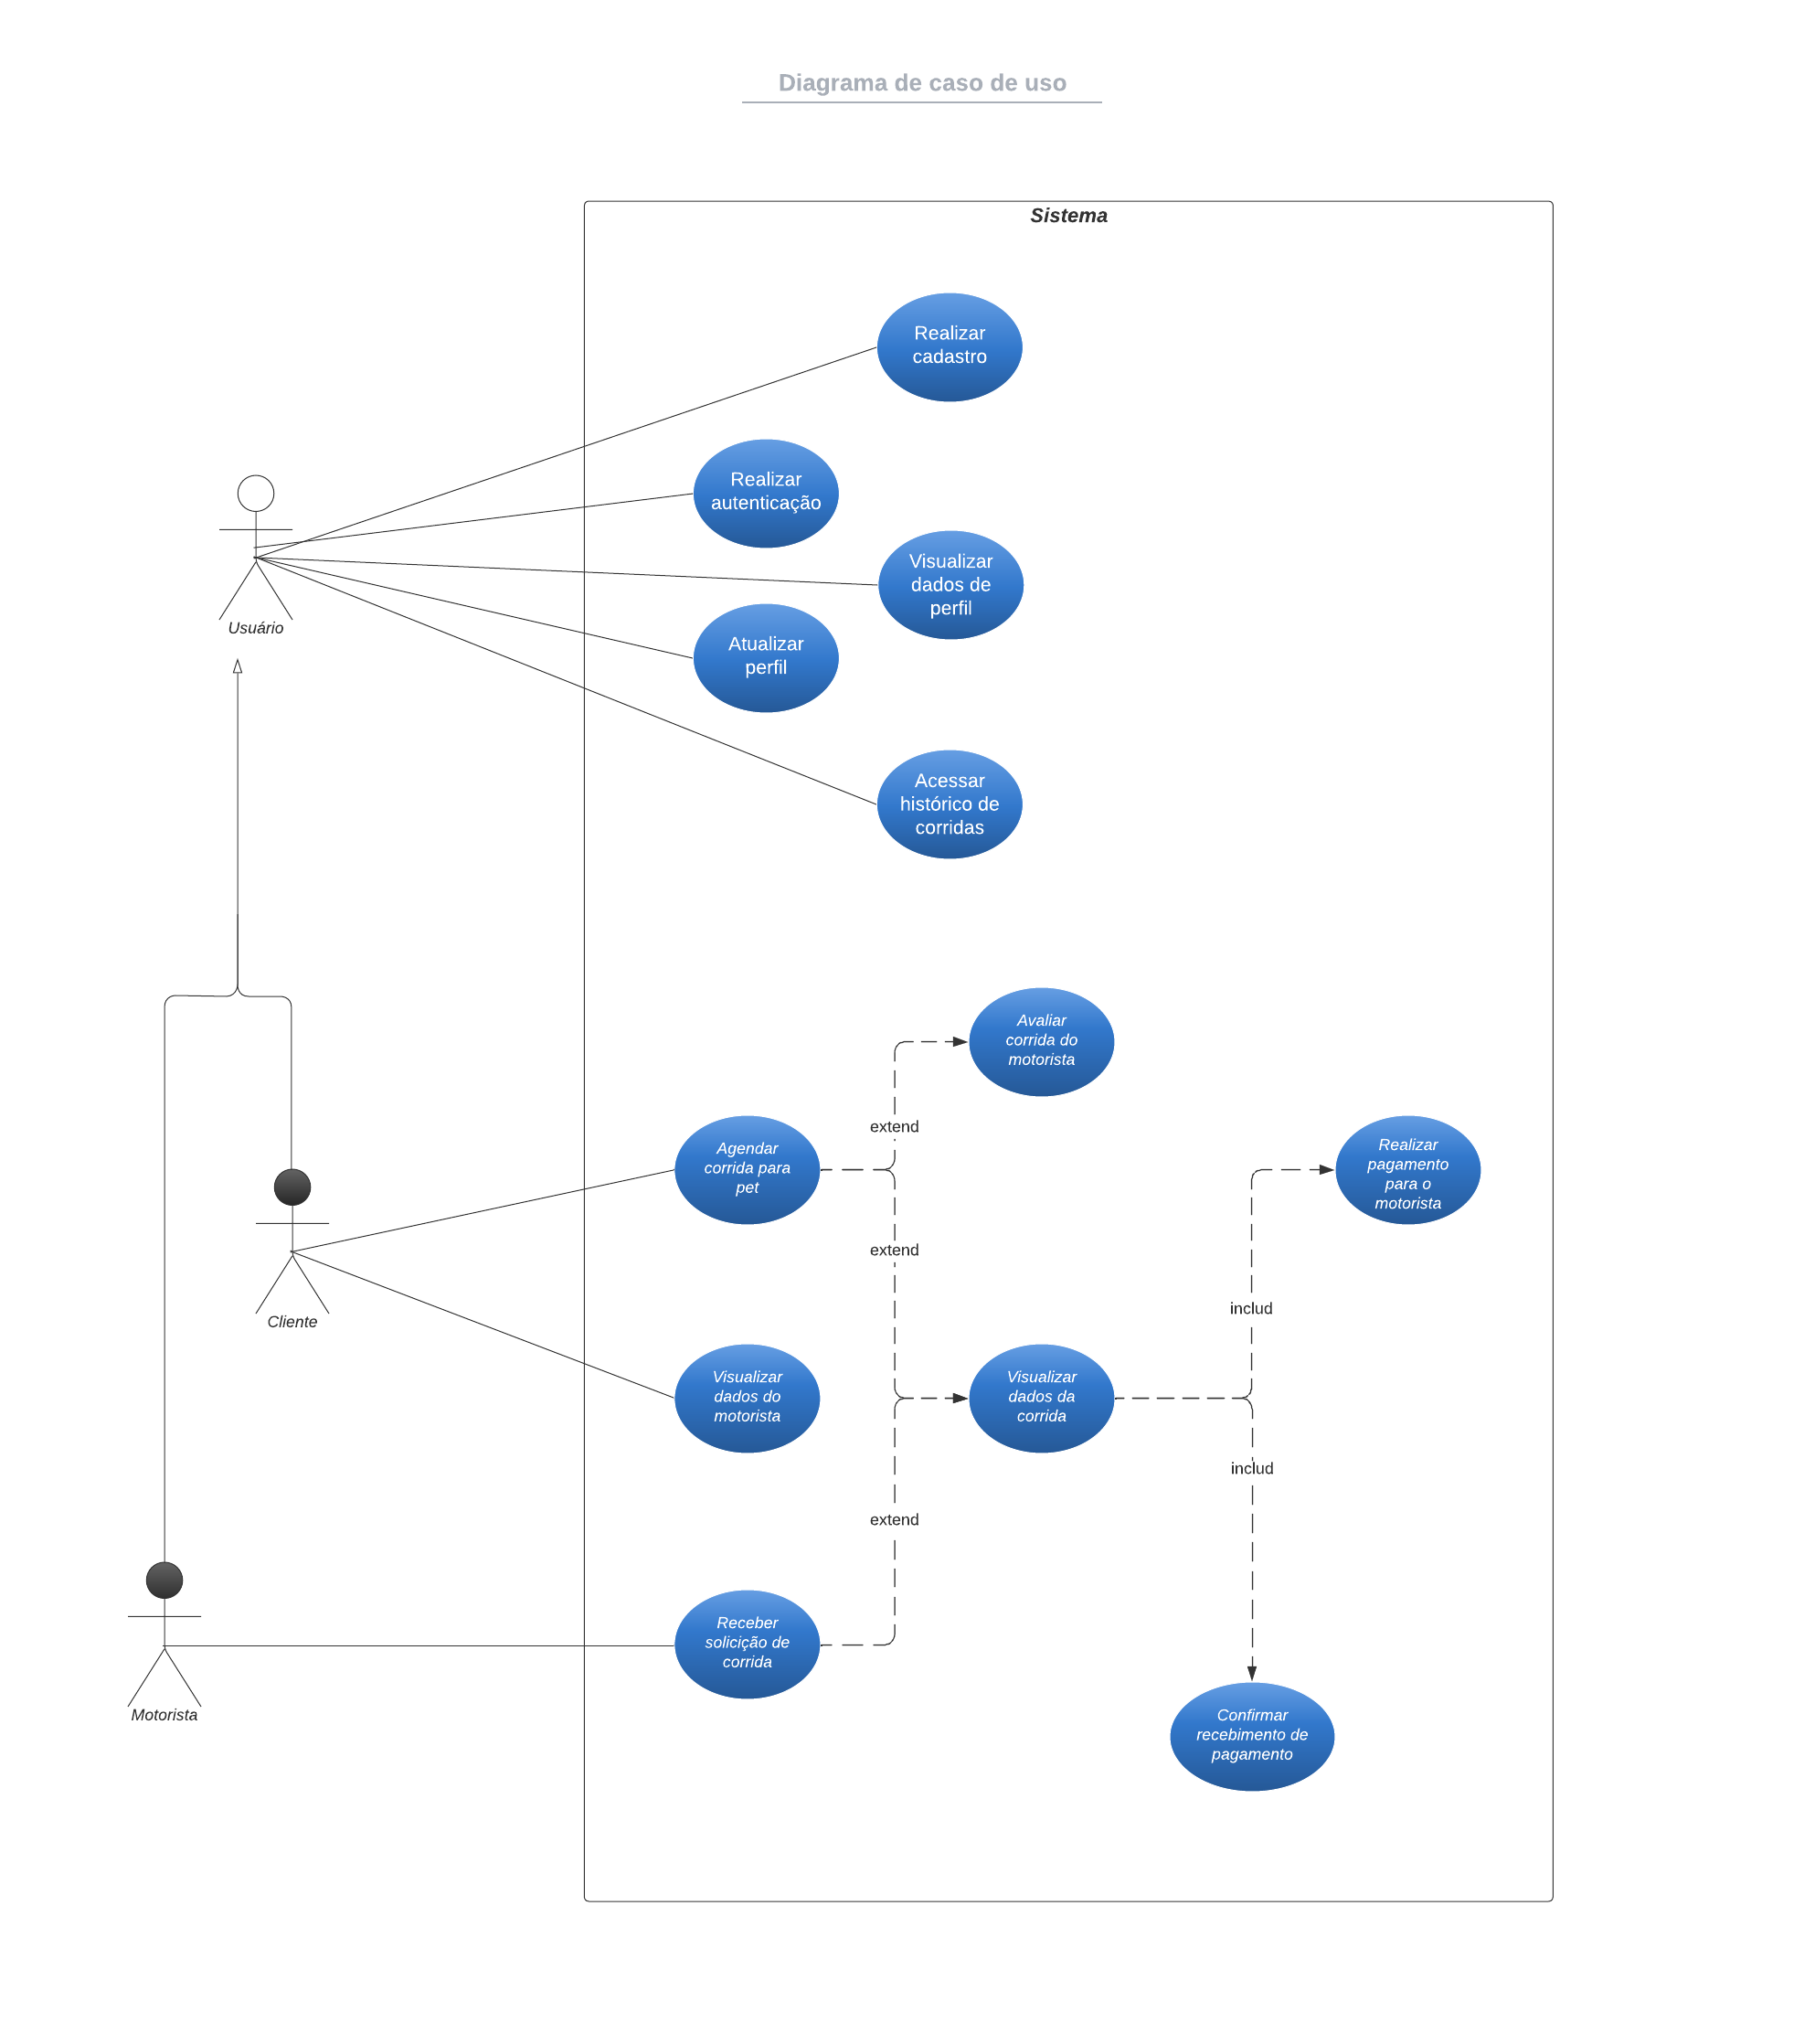 Diagrama de caso de uso
Sistema
Realizar
cadastro
Realizar
autenticação
Visualizar
dados de
perfil
Usuário
Atualizar
perfil
Acessar
histórico de
corridas
Avaliar
corrida do
motorista
extend
Agendar
corrida para
pet
Realizar
pagamento
para o
motorista
extend
includ
Cliente
Visualizar
dados do
motorista
Visualizar
dados da
corrida
includ
extend
Receber
solicição de
corrida
Motorista
Confirmar
recebimento de
pagamento